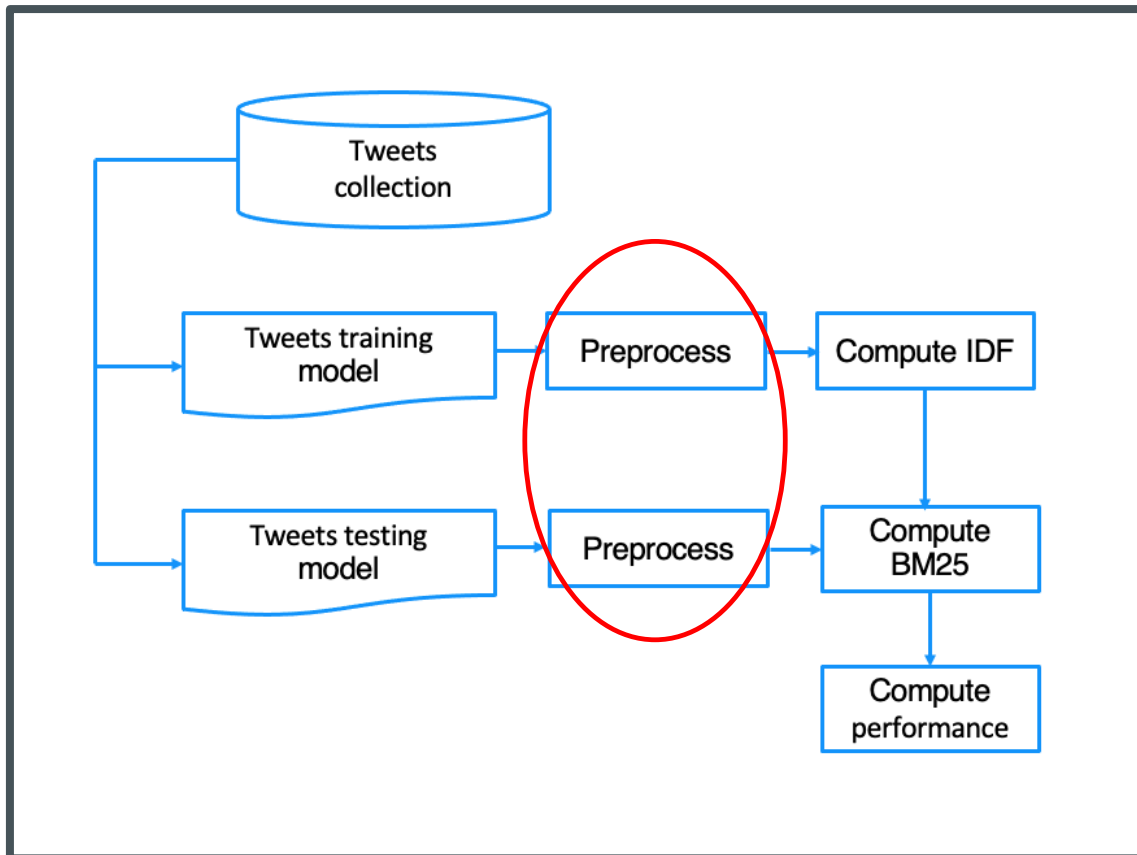 Tweets
collection
Tweets training
model
Preprocess
Compute IDF
Tweets testing
model
Preprocess
Compute
BM25
Compute
performance